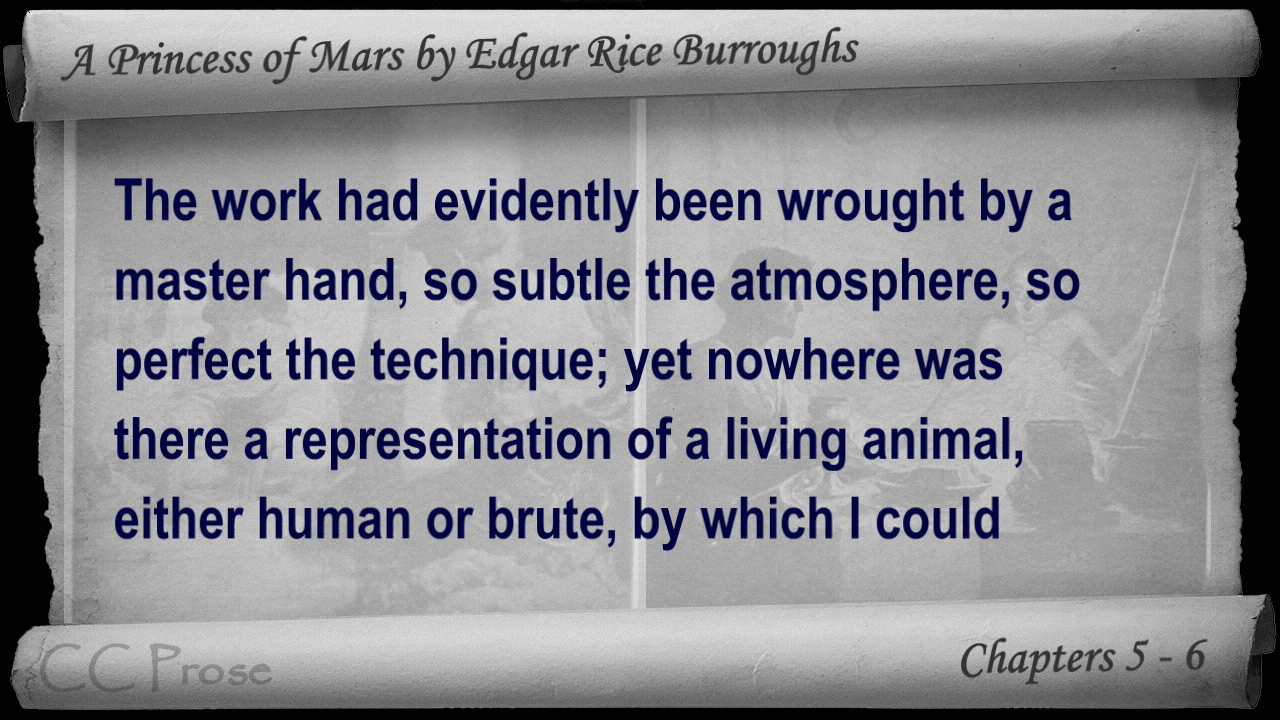 A Princess of Mars by Edgar Rice Burroughs
The work had evidently been wrought by a
master hand, so subtle the atmosphere, so
perfect the technique; yet nowhere was
there a representation of a living animal,
either human or brute, by which I could
CC Prose
Chapters 5 - 6